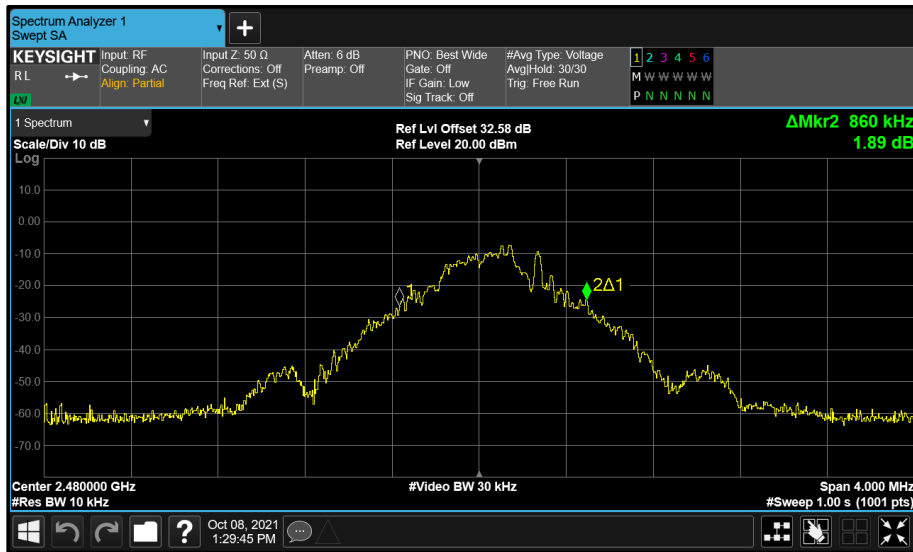 Spectrum Analyzer 1
Swept SA
KEYSIGHT
RL
LXI
Input: RF
Coupling: AC
Align: Partial
Input Z: 50 Ω
Corrections: Off
Freq Ref: Ext (S)
Atten: 6 dB
Preamp: Off
PNO: Best Wide
Gate: Off
IF Gain: Low
Sig Track: Off
#Avg Type: Voltage
Avg|Hold: 30/30
Trig: Free Run
1 2 3 4 5 6
M W W W W W
P N N N N N
1 Spectrum
Scale/Div 10 dB
Log
Ref Lvl Offset 32.58 dB
Ref Level 20.00 dBm
ΔMkr2 860 kHz
1.89 dB
10.0
0.00
-10.0
-20.0
-30.0
-40.0
-50.0
-60.0
-70.0
1
2Δ1
Center 2.480000 GHz
#Res BW 10 kHz
#Video BW 30 kHz
Span 4.000 MHz
#Sweep 1.00 s (1001 pts)
?
Oct 08, 2021
1:29:45 PM